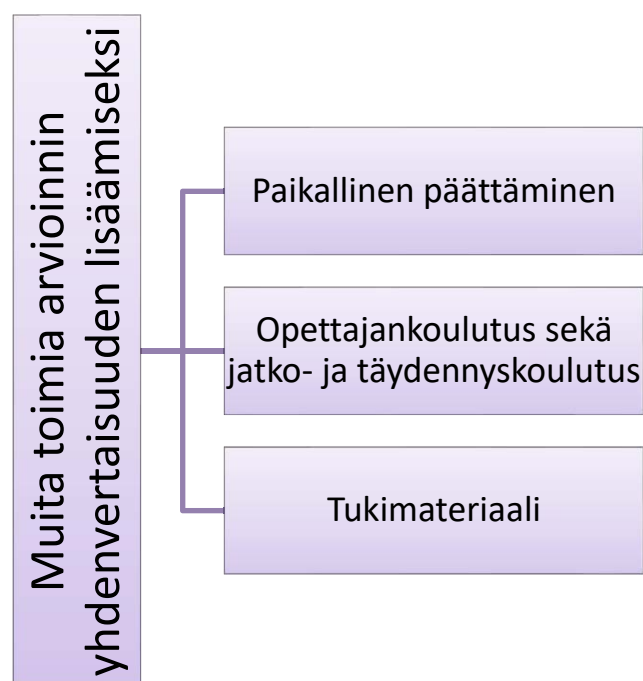 Muita toimia arvioinnin
yhdenvertaisuuden lisäämiseksi
Paikallinen päättäminen
Opettajankoulutus sekä
jatko- ja täydennyskoulutus
Tukimateriaali